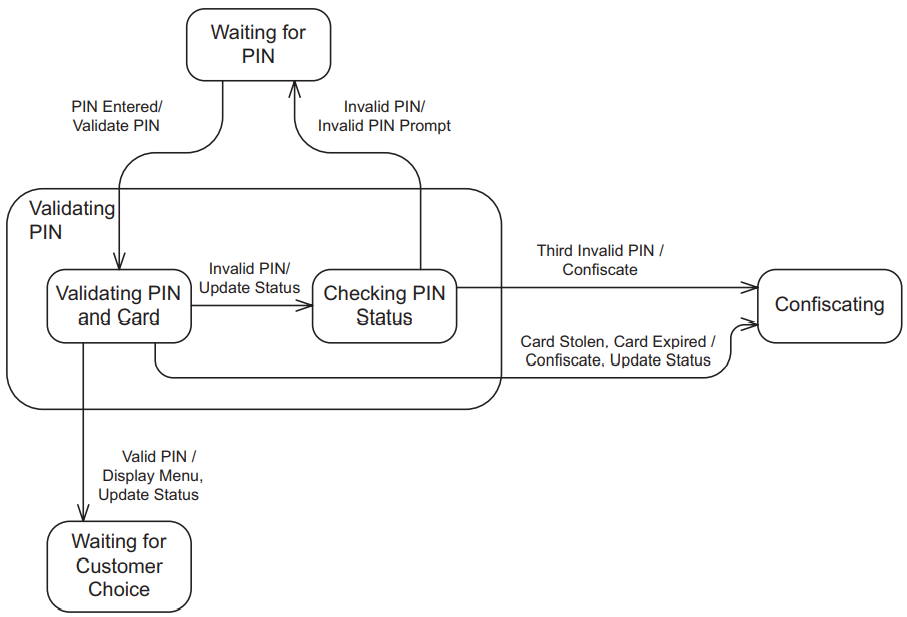 Waiting for
PIN
PIN Entered/
Validate PIN
Invalid PIN/
Invalid PIN Prompt
Validating
PIN
Validating PIN
and Card
Invalid PIN/
Update Status
Checking PIN
Status
Third Invalid PIN /
Confiscate
Confiscating
Card Stolen, Card Expired /
Confiscate, Update Status
Valid PIN /
Display Menu,
Update Status
Waiting for
Customer
Choice